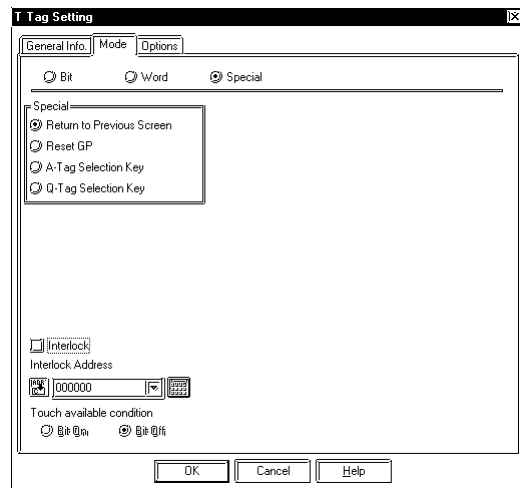 T Tag Setting
General Info. Mode Options
Bit Word Special
Special
Return to Previous Screen
Reset GP
A-Tag Selection Key
Q-Tag Selection Key
Interlock
Interlock Address
000000
Touch available condition
Bit On Bit Off
OK Cancel Help